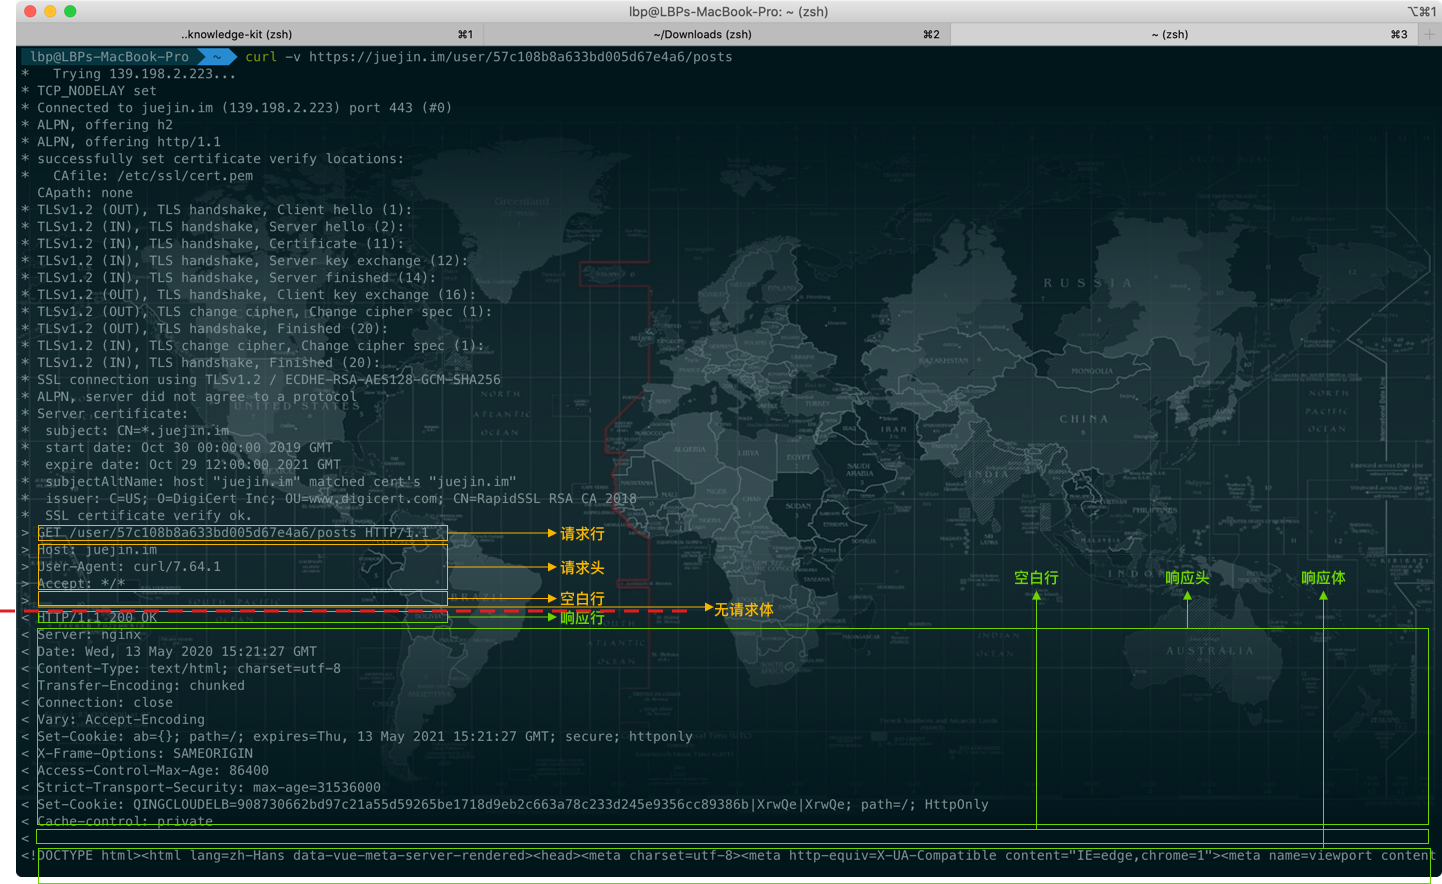 lbp@LBPs-MacBook-Pro: ~ (zsh)
⌥⌘1
..knowledge-kit (zsh) ⌘1
~/Downloads (zsh) ⌘2
~ (zsh) ⌘3
lbp@LBPs-MacBook-Pro ~ curl -v https://juejin.im/user/57c108b8a633bd005d67e4a6/posts
* Trying 139.198.2.223...
* TCP_NODELAY set
* Connected to juejin.im (139.198.2.223) port 443 (#0)
* ALPN, offering h2
* ALPN, offering http/1.1
* successfully set certificate verify locations:
* CAfile: /etc/ssl/cert.pem
CApath: none
* TLSv1.2 (OUT), TLS handshake, Client hello (1):
* TLSv1.2 (IN), TLS handshake, Server hello (2):
* TLSv1.2 (IN), TLS handshake, Certificate (11):
* TLSv1.2 (IN), TLS handshake, Server key exchange (12):
* TLSv1.2 (IN), TLS handshake, Server finished (14):
* TLSv1.2 (OUT), TLS handshake, Client key exchange (16):
* TLSv1.2 (OUT), TLS change cipher, Change cipher spec (1):
* TLSv1.2 (OUT), TLS handshake, Finished (20):
* TLSv1.2 (IN), TLS change cipher, Change cipher spec (1):
* TLSv1.2 (IN), TLS handshake, Finished (20):
* SSL connection using TLSv1.2 / ECDHE-RSA-AES128-GCM-SHA256
* ALPN, server did not agree to a protocol
* Server certificate:
* subject: CN=*.juejin.im
* start date: Oct 30 00:00:00 2019 GMT
* expire date: Oct 29 12:00:00 2021 GMT
* subjectAltName: host "juejin.im" matched cert's "juejin.im"
* issuer: C=US; O=DigiCert Inc; OU=www.digicert.com; CN=RapidSSL RSA CA 2018
* SSL certificate verify ok.
> GET /user/57c108b8a633bd005d67e4a6/posts HTTP/1.1 请求行
> Host: juejin.im
> User-Agent: curl/7.64.1 请求头
> Accept: */*
> 空白行
无请求体
< HTTP/1.1 200 OK 响应行
空白行 响应头 响应体
< Server: nginx
< Date: Wed, 13 May 2020 15:21:27 GMT
< Content-Type: text/html; charset=utf-8
< Transfer-Encoding: chunked
< Connection: close
< Vary: Accept-Encoding
< Set-Cookie: ab={}; path=/; expires=Thu, 13 May 2021 15:21:27 GMT; secure; httponly
< X-Frame-Options: SAMEORIGIN
< Access-Control-Max-Age: 86400
< Strict-Transport-Security: max-age=31536000
< Set-Cookie: QINGCLOUDELB=908730662bd97c21a55d59265be1718d9eb2c663a78c233d245e9356cc89386b|XrwQe|XrwQe; path=/; HttpOnly
< Cache-control: private
<
<!DOCTYPE html><html lang=zh-Hans data-vue-meta-server-rendered><head><meta charset=utf-8><meta http-equiv=X-UA-Compatible content="IE=edge,chrome=1"><meta name=viewport content
RUSSIA
KAZAKHSTAN
MONGOLIA
CHINA
INDIA
IRAN
EGYPT
LIBYA
ALGERIA
UNITED STATES
NORTH ATLANTIC OCEAN
NORTH PACIFIC OCEAN
BRAZIL
INDIAN OCEAN
AUSTRALIA